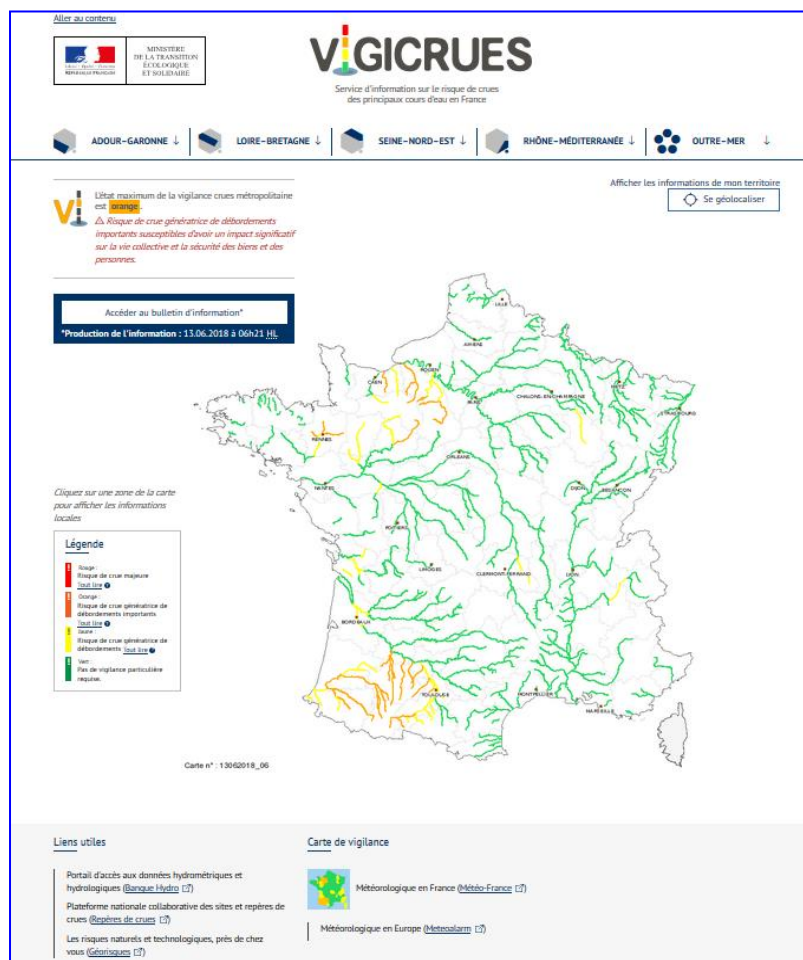 Aller au contenu
RÉPUBLIQUE FRANÇAISE
MINISTÈRE
DE LA TRANSITION
ÉCOLOGIQUE
ET SOLIDAIRE
VIGICRUES
Service d'information sur le risque de crues
des principaux cours d'eau en France
ADOUR-GARONNE ↓
LOIRE-BRETAGNE ↓
SEINE-NORD-EST ↓
RHÔNE-MÉDITERRANÉE ↓
OUTRE-MER ↓
L'état maximum de la vigilance crues métropolitaine
est orange.
⚠ Risque de crue génératrice de débordements
importants susceptibles d'avoir un impact significatif
sur la vie collective et la sécurité des biens et des
personnes.
Afficher les informations de mon territoire
Se géolocaliser
Accéder au bulletin d'information*
*Production de l'information : 13.06.2018 à 06h21 HL
LILLE
AMIENS
ROUEN
CAEN
METZ
CHALONS-EN-CHAMPAGNE
STRASBOURG
RENNES
ORLEANS
NANTES
DIJON
BESANCON
POITIERS
LIMOGES
CLERMONT-FERRAND
LYON
BORDEAUX
TOULOUSE
MONTPELLIER
MARSEILLE
Cliquez sur une zone de la carte
pour afficher les informations
locales
Légende
Rouge :
Risque de crue majeure
Tout lire
Orange :
Risque de crue génératrice de
débordements importants
Tout lire
Jaune :
Risque de crue génératrice de
débordements Tout lire
Vert :
Pas de vigilance particulière
requise.
Carte n° : 13062018_06
Liens utiles
Portail d'accès aux données hydrométriques et
hydrologiques (Banque Hydro)
Plateforme nationale collaborative des sites et repères de
crues (Repères de crues)
Les risques naturels et technologiques, près de chez
vous (Géorisques)
Carte de vigilance
Météorologique en France (Météo-France)
Météorologique en Europe (Meteoalarm)